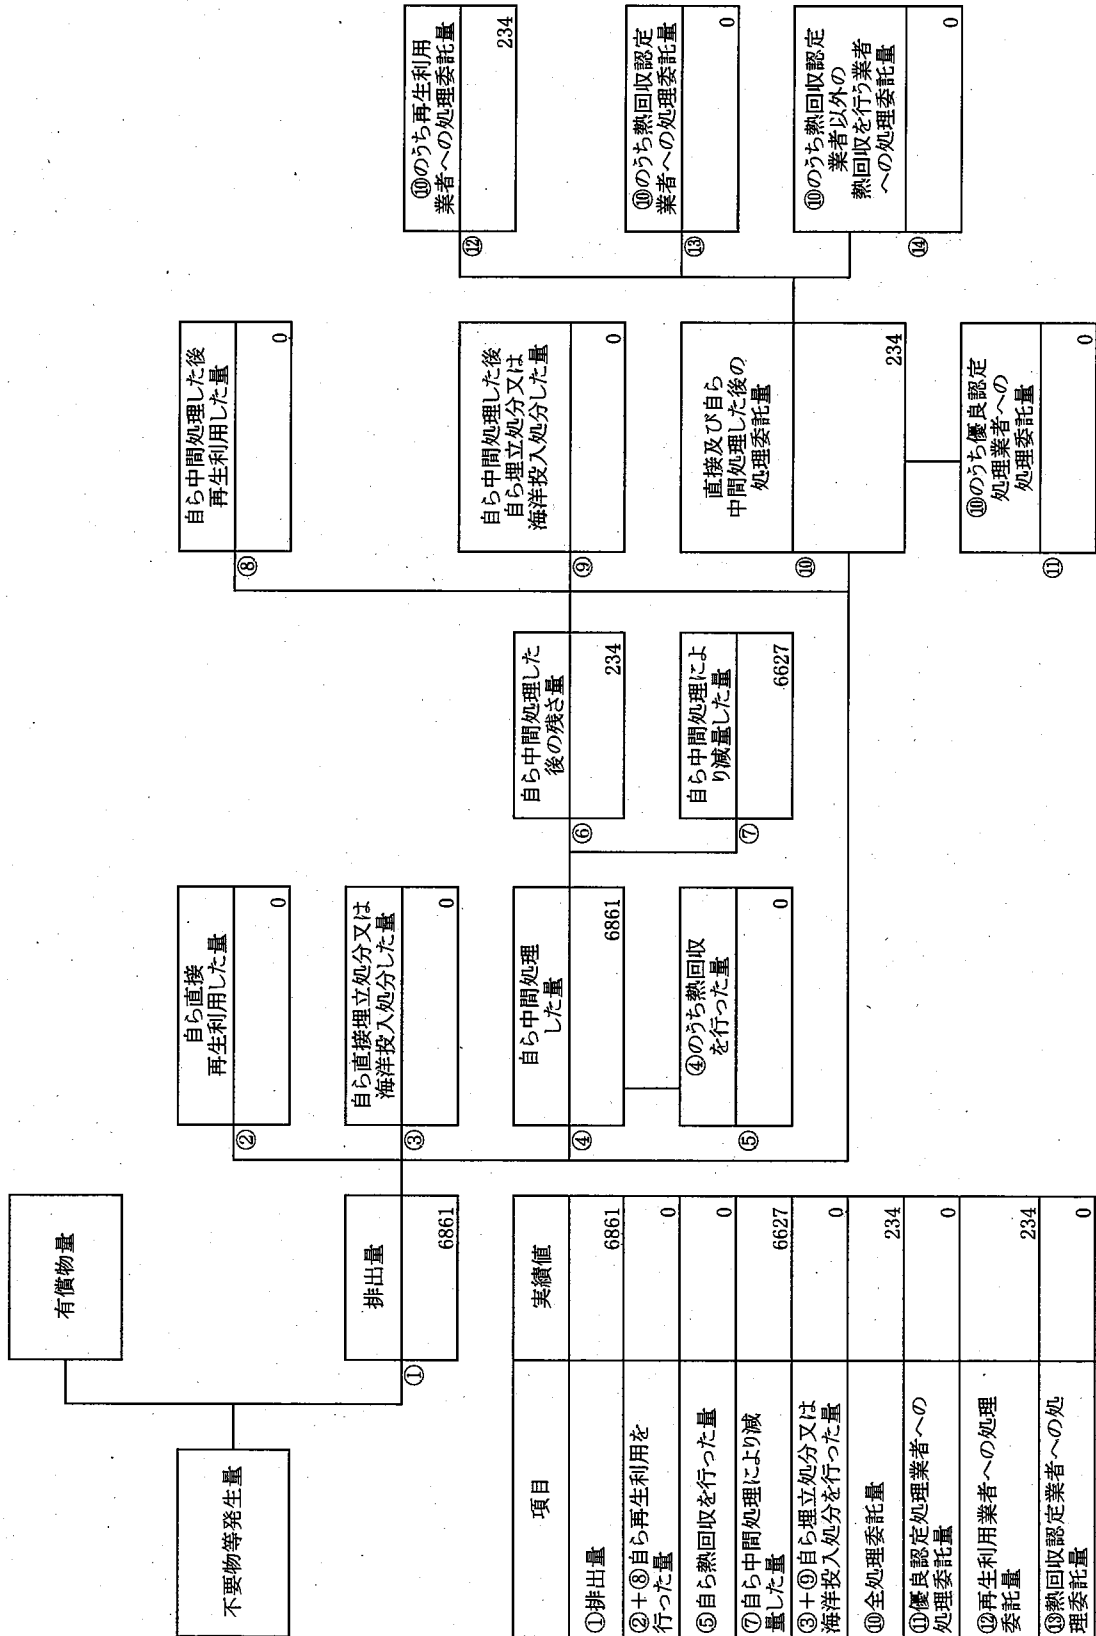 不要物等発生量
有償物量
①
排出量
6861
②
自ら直接
再生利用した量
0
③
自ら直接埋立処分又は
海洋投入処分した量
0
④
自ら中間処理
した量
6861
⑤
④のうち熱回収
を行った量
0
⑥
自ら中間処理した
後の残さ量
234
⑦
自ら中間処理によ
り減量した量
6627
⑧
自ら中間処理した後
再生利用した量
0
⑨
自ら中間処理した後
自ら埋立処分又は
海洋投入処分した量
0
⑩
直接及び自ら
中間処理した後の
処理委託量
234
⑪
⑩のうち優良認定
処理業者への
処理委託量
0
⑫
⑩のうち再生利用
業者への処理委託量
234
⑬
⑩のうち熱回収認定
業者への処理委託量
0
⑭
⑩のうち熱回収認定
業者以外の
熱回収を行う業者
への処理委託量
0
項目 実績値
①排出量 6861
②+⑧自ら再生利用を
行った量 0
⑤自ら熱回収を行った量 0
⑦自ら中間処理により減
量した量 6627
③+⑨自ら埋立処分又は
海洋投入処分を行った量 0
⑩全処理委託量 234
⑪優良認定処理業者への
処理委託量 0
⑫再生利用業者への処理
委託量 234
⑬熱回収認定業者への処
理委託量 0